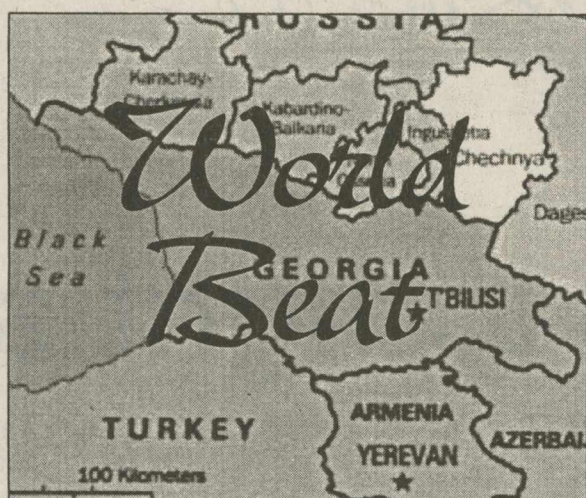 RUSSIA
Karachay-
Cherkessia
Kabardino-
Balkaria
Ingushetia
Chechnya
Dages
World
Black
Sea
GEORGIA
T'BILISI
Beat
TURKEY
ARMENIA
YEREVAN
AZERBAI
100 Kilometers